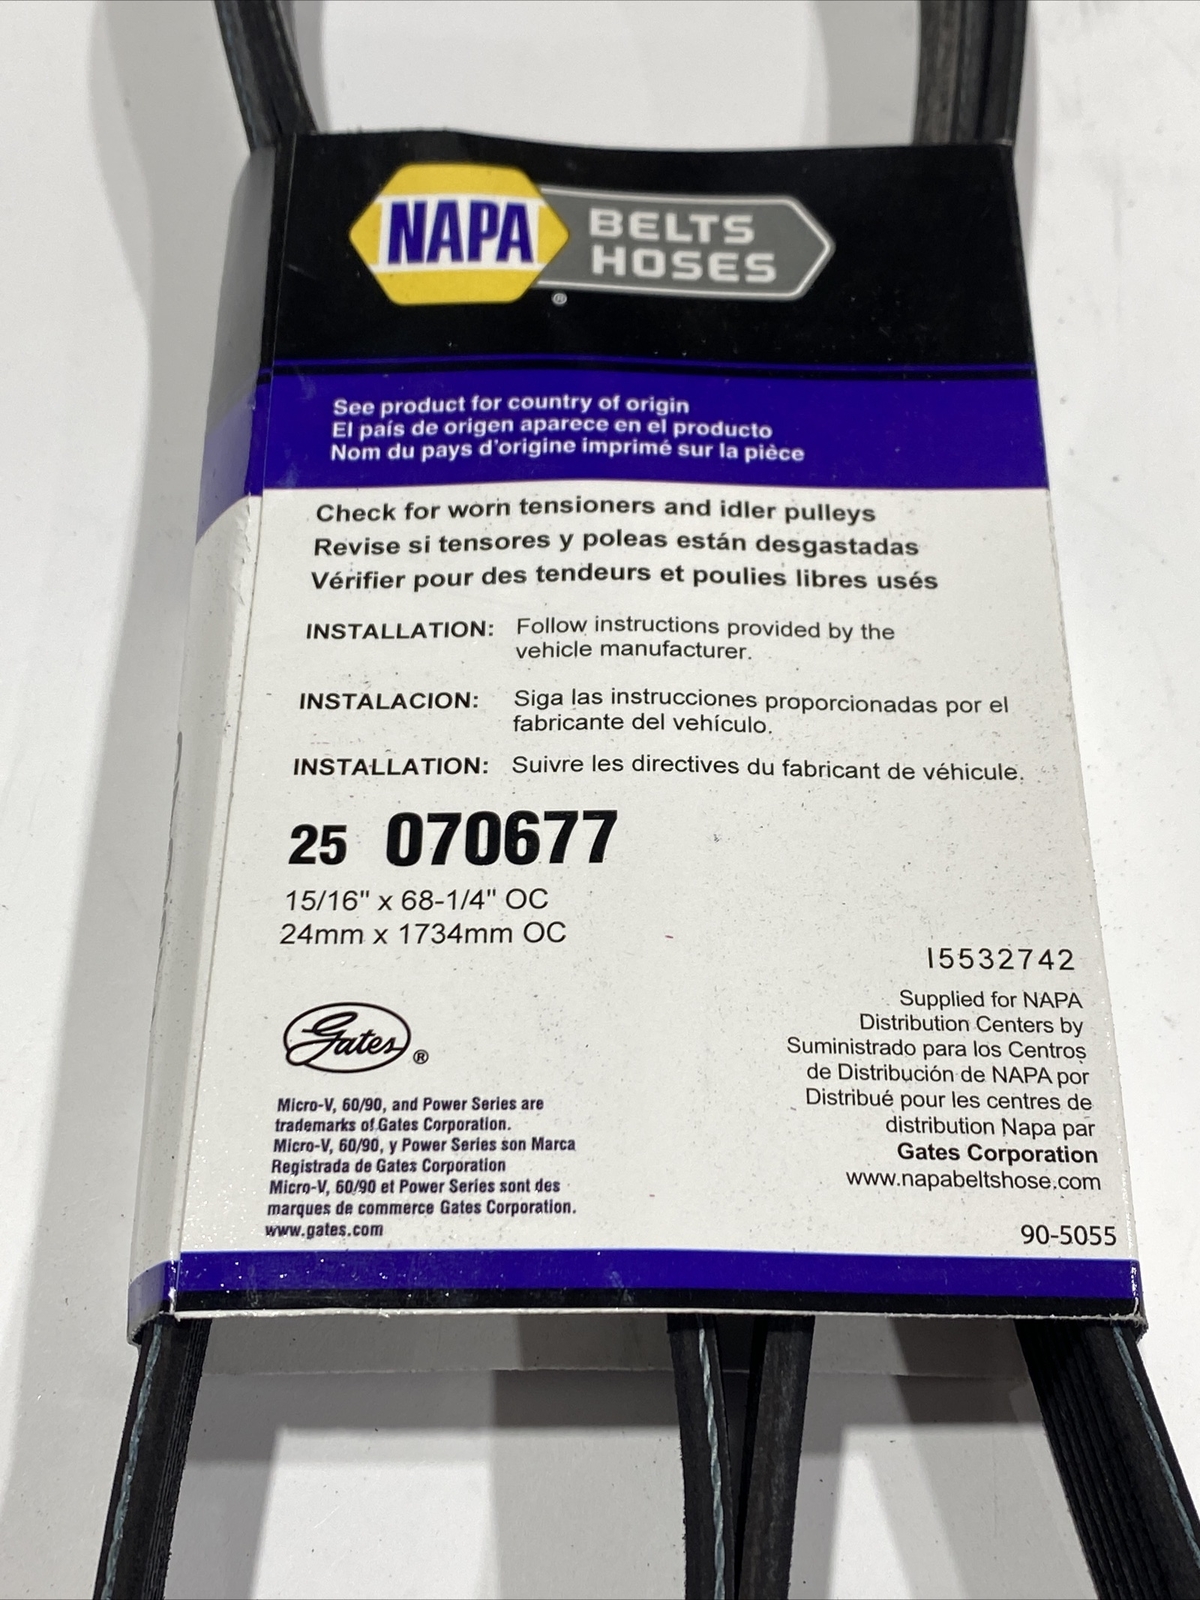 NAPA
BELTS
HOSES
®
See product for country of origin
El país de origen aparece en el producto
Nom du pays d'origine imprimé sur la pièce
Check for worn tensioners and idler pulleys
Revise si tensores y poleas están desgastadas
Vérifier pour des tendeurs et poulies libres usés
INSTALLATION: Follow instructions provided by the
vehicle manufacturer.
INSTALACION: Siga las instrucciones proporcionadas por el
fabricante del vehículo.
INSTALLATION: Suivre les directives du fabricant de véhicule.
25 070677
15/16" x 68-1/4" OC
24mm x 1734mm OC
Gates®
Micro-V, 60/90, and Power Series are
trademarks of Gates Corporation.
Micro-V, 60/90, y Power Series son Marca
Registrada de Gates Corporation
Micro-V, 60/90 et Power Series sont des
marques de commerce Gates Corporation.
www.gates.com
I5532742
Supplied for NAPA
Distribution Centers by
Suministrado para los Centros
de Distribución de NAPA por
Distribué pour les centres de
distribution Napa par
Gates Corporation
www.napabeltshose.com
90-5055